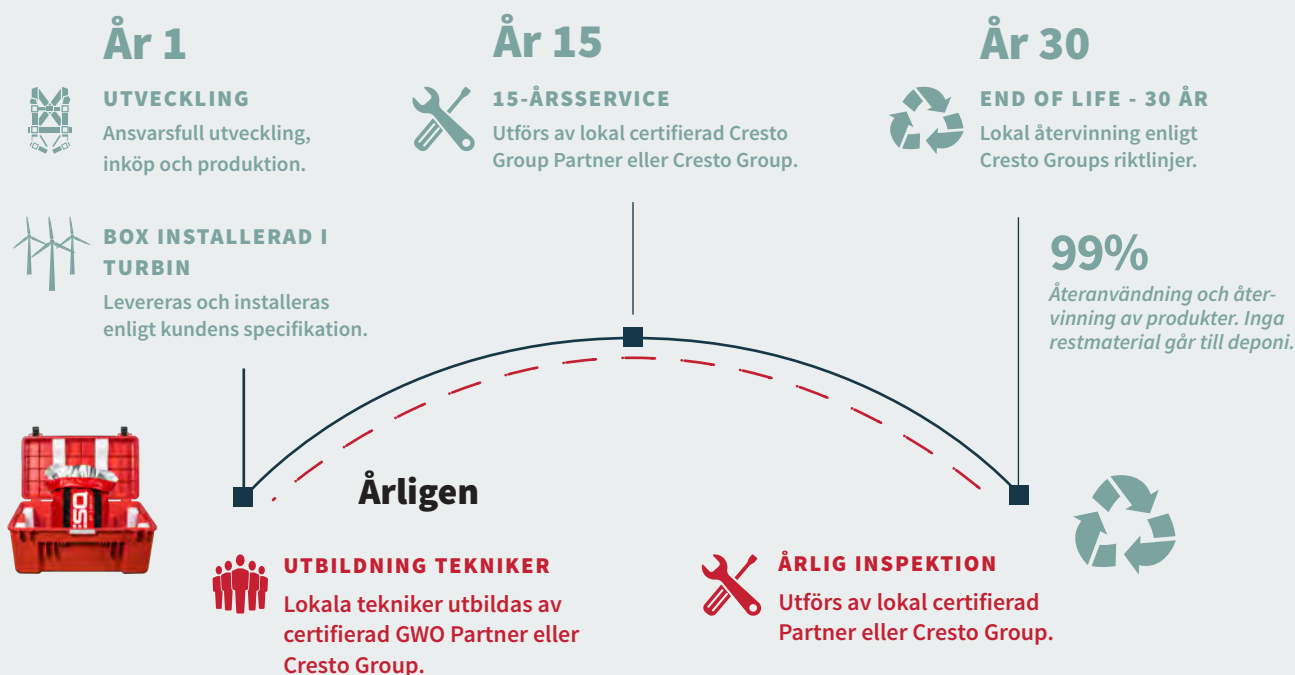 År 1
UTVECKLING
Ansvarsfull utveckling,
inköp och produktion.
BOX INSTALLERAD I
TURBIN
Levereras och installeras
enligt kundens specifikation.
År 15
15-ÅRSSERVICE
Utförs av lokal certifierad Cresto
Group Partner eller Cresto Group.
År 30
END OF LIFE - 30 ÅR
Lokal återvinning enligt
Cresto Groups riktlinjer.
99%
Återanvändning och åter-
vinning av produkter. Inga
restmaterial går till deponi.
Årligen
UTBILDNING TEKNIKER
Lokala tekniker utbildas av
certifierad GWO Partner eller
Cresto Group.
ÅRLIG INSPEKTION
Utförs av lokal certifierad
Partner eller Cresto Group.